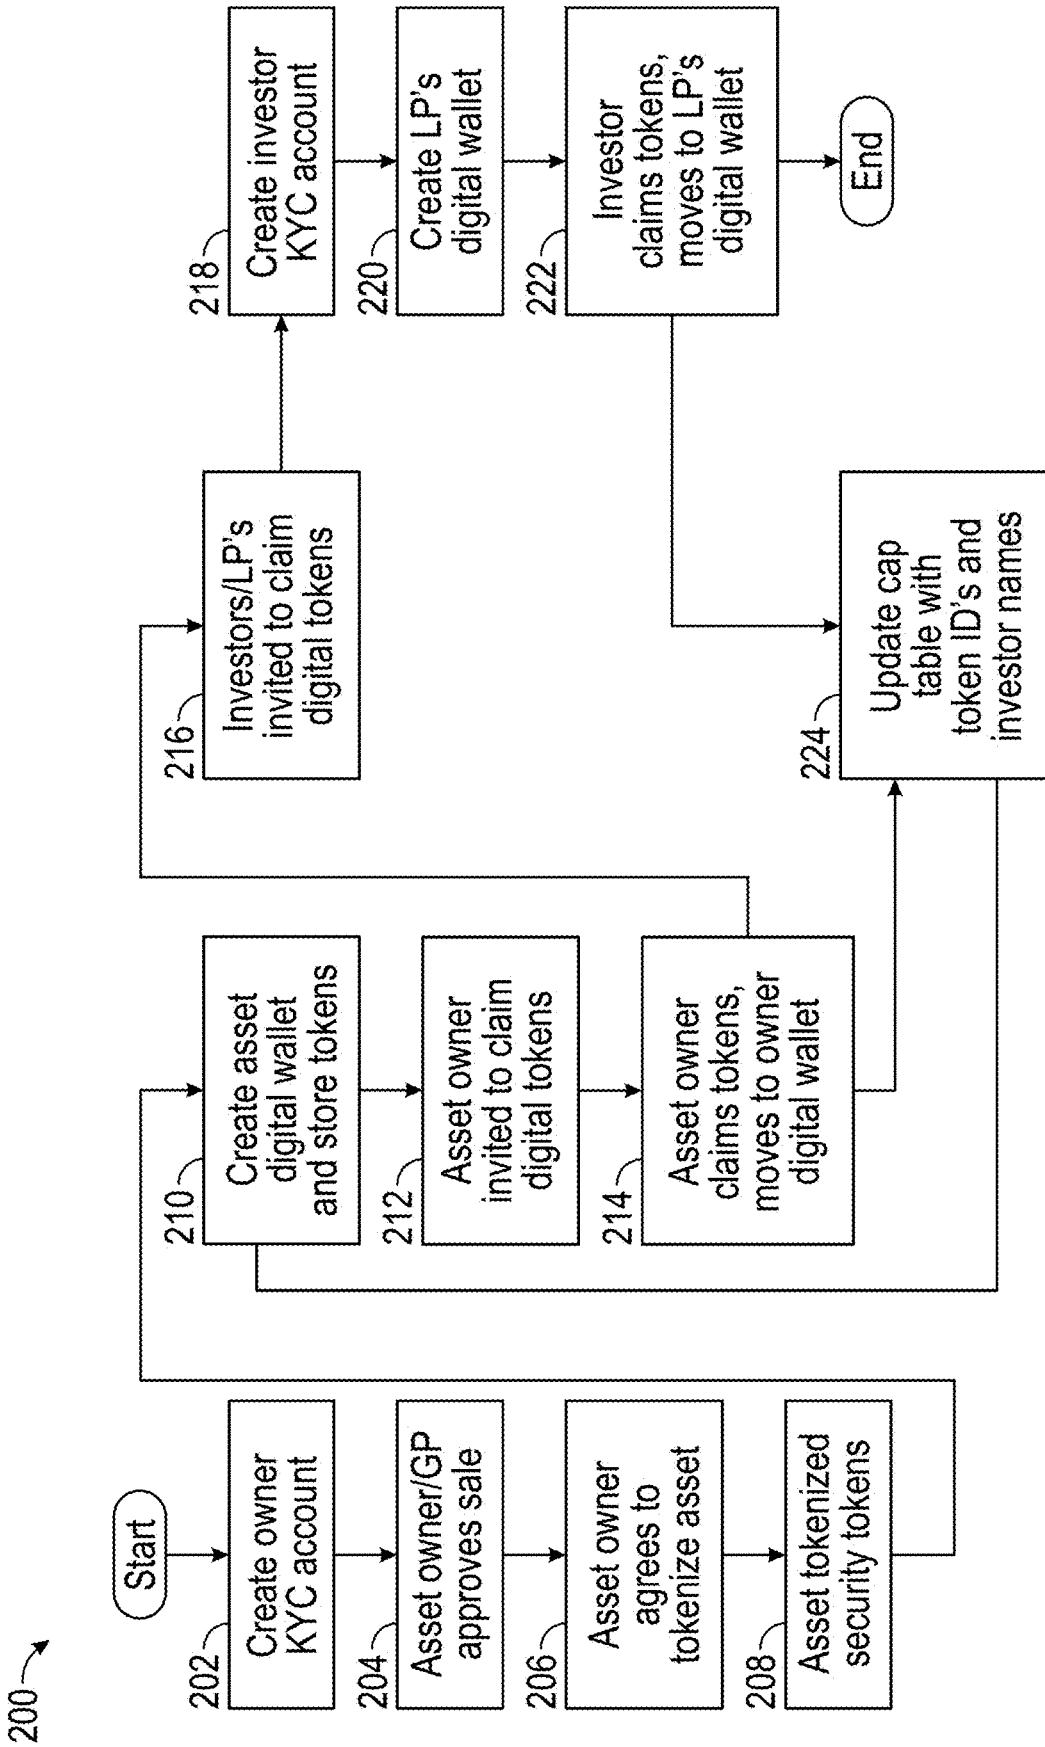 200
Start
202
Create owner
KYC account
204
Asset owner/GP
approves sale
206
Asset owner
agrees to
tokenize asset
208
Asset tokenized
security tokens
210
Create asset
digital wallet
and store tokens
212
Asset owner
invited to claim
digital tokens
214
Asset owner
claims tokens,
moves to owner
digital wallet
216
Investors/LP's
invited to claim
digital tokens
224
Update cap
table with
token ID's and
investor names
218
Create investor
KYC account
220
Create LP's
digital wallet
222
Investor
claims tokens,
moves to LP's
digital wallet
End